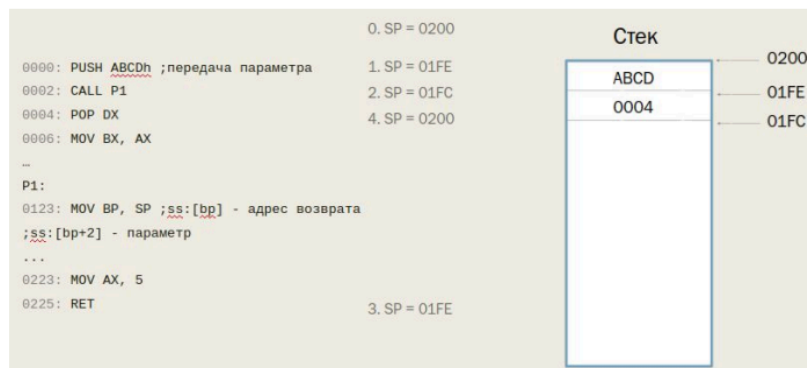 0. SP = 0200
Стек
0200
0000: PUSH ABCDh ;передача параметра
1. SP = 01FE
ABCD
0002: CALL P1
2. SP = 01FC
01FE
0004
0004: POP DX
4. SP = 0200
01FC
0006: MOV BX, AX
…
P1:
0123: MOV BP, SP ;ss:[bp] - адрес возврата
;ss:[bp+2] - параметр
...
0223: MOV AX, 5
0225: RET
3. SP = 01FE